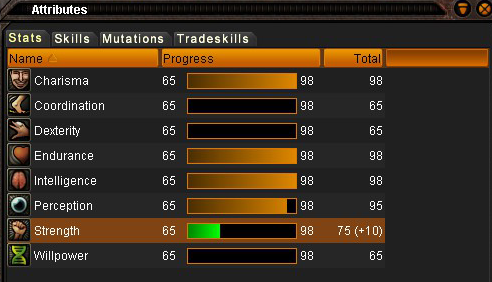 Attributes
Stats Skills Mutations Tradeskills
Name Progress Total
Charisma 65 98 98
Coordination 65 98 65
Dexterity 65 98 65
Endurance 65 98 98
Intelligence 65 98 98
Perception 65 98 95
Strength 65 98 75 (+10)
Willpower 65 98 65